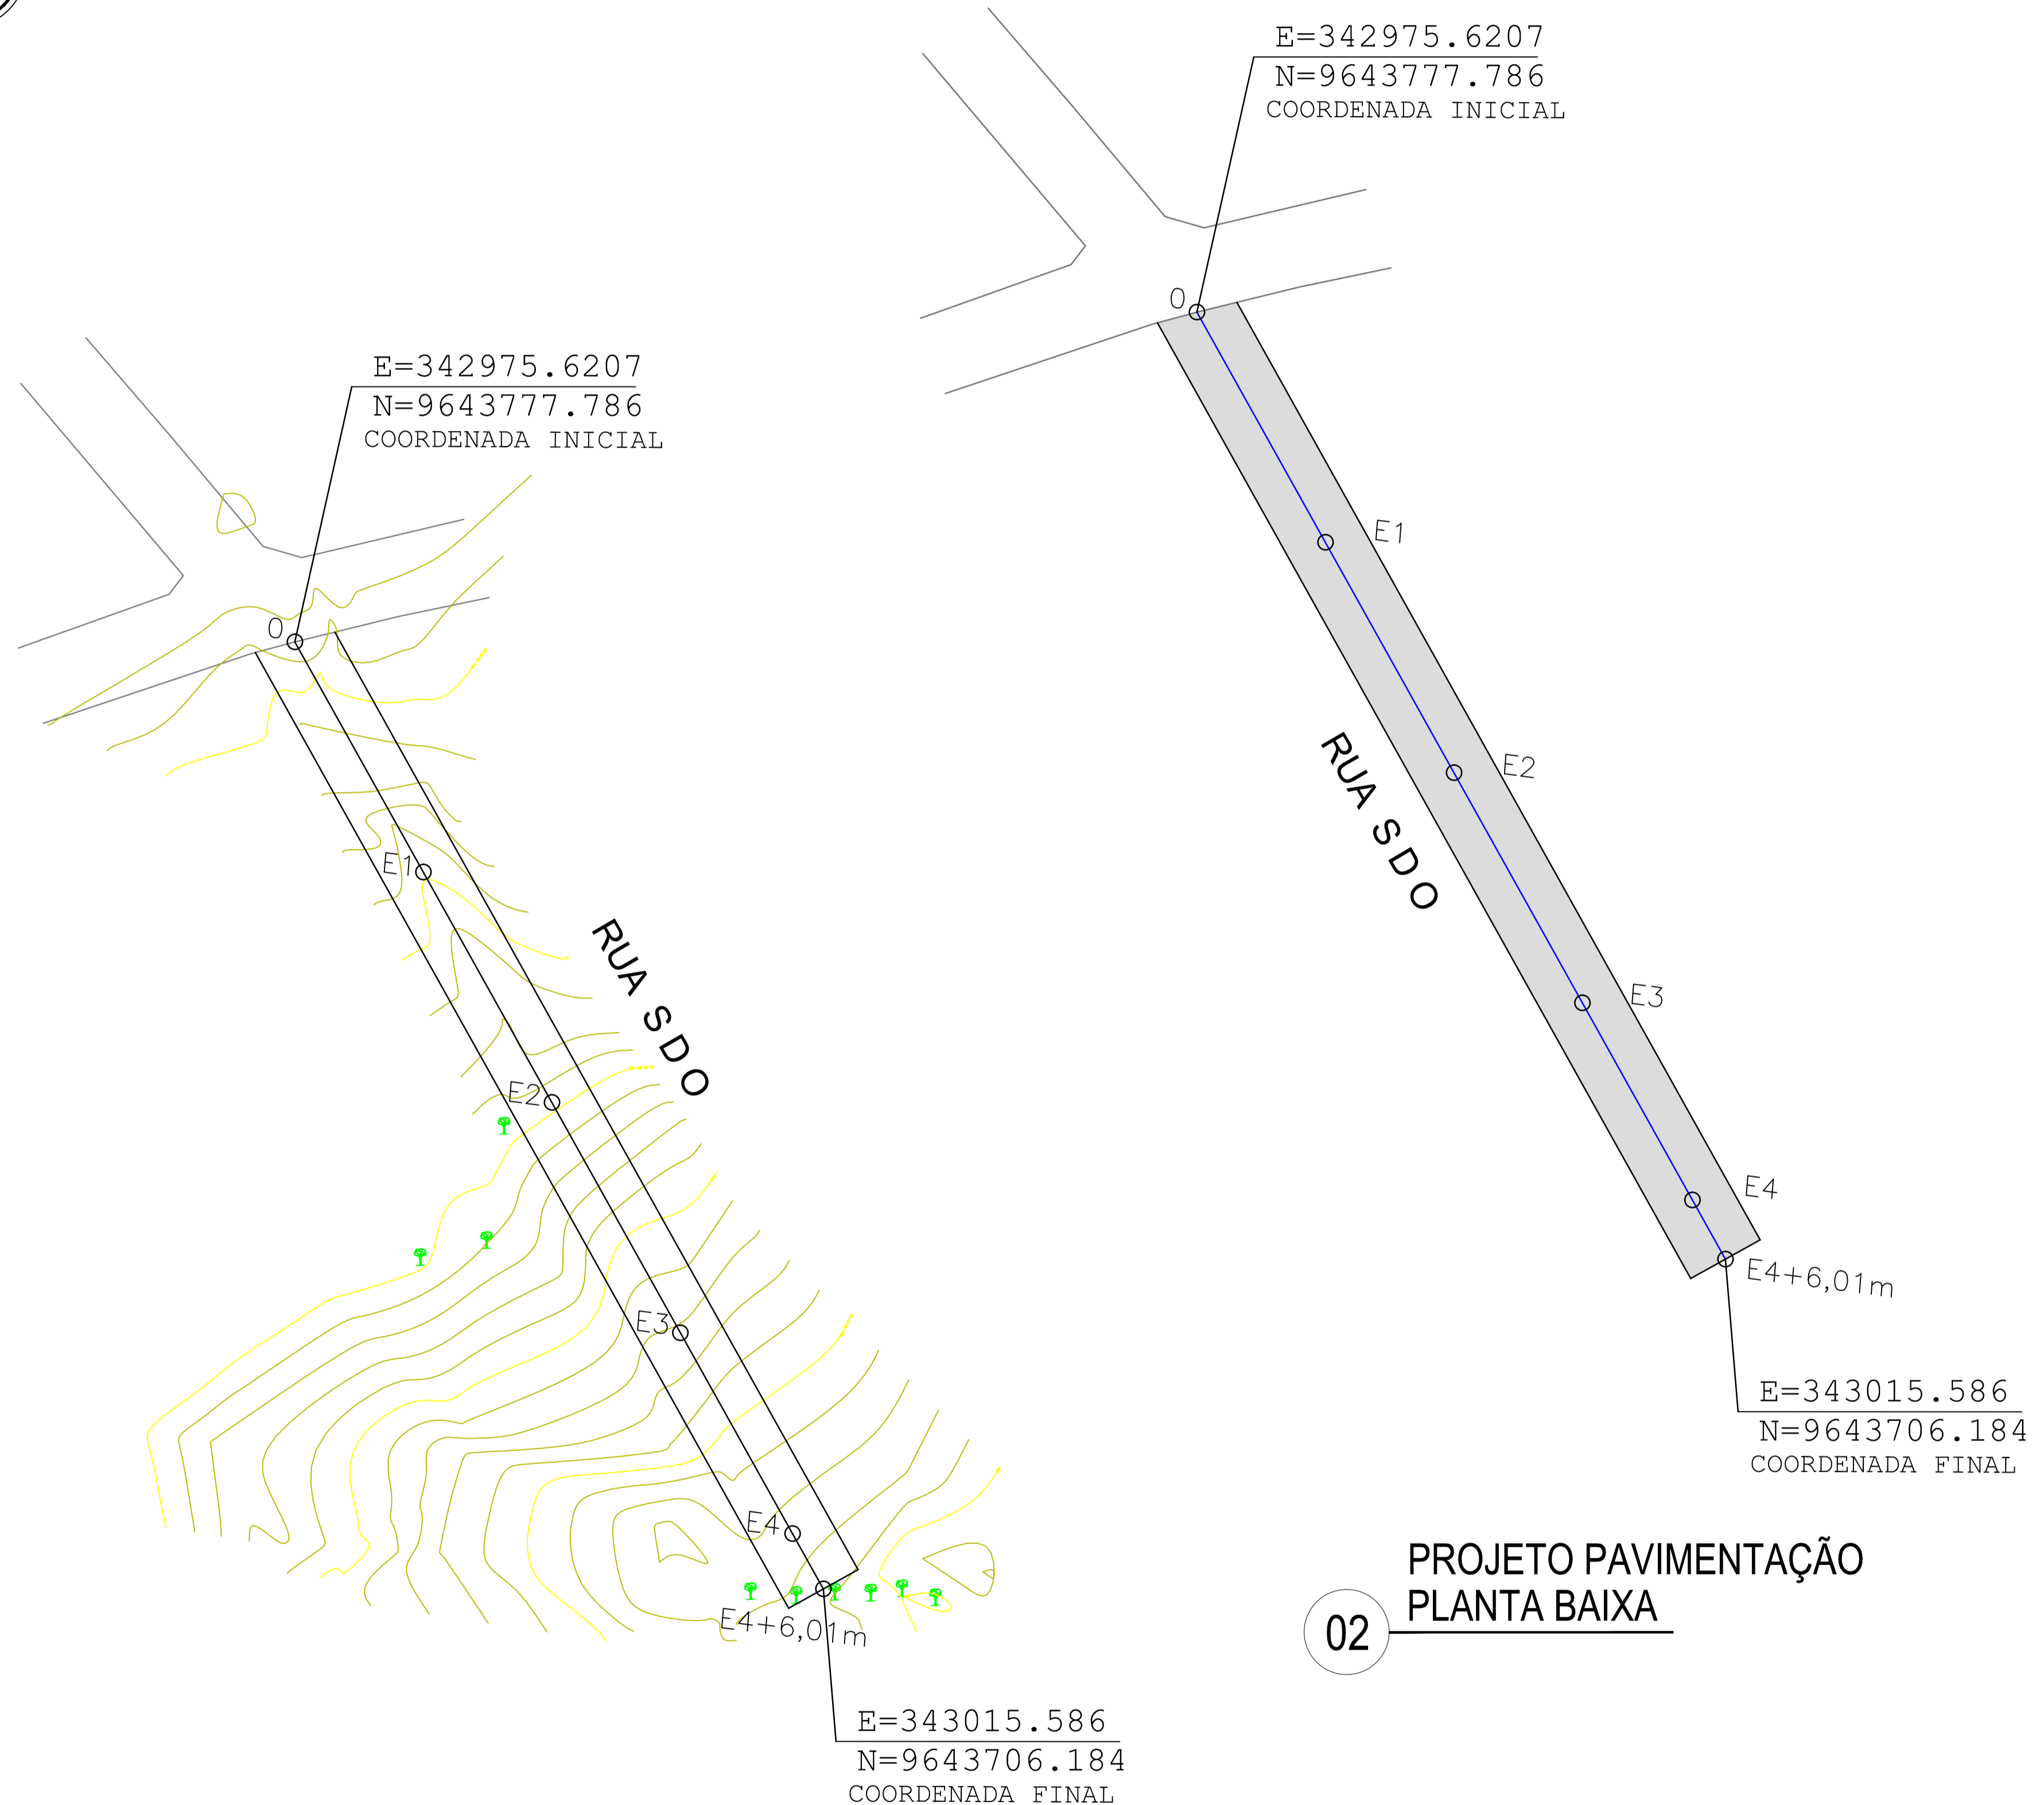 E=342975.6207
N=9643777.786
COORDENADA INICIAL
0
E1
E2
E3
E4
E4+6,01m
RUA SDO
E=343015.586
N=9643706.184
COORDENADA FINAL
E=342975.6207
N=9643777.786
COORDENADA INICIAL
0
E1
E2
E3
E4
E4+6,01m
RUA SDO
E=343015.586
N=9643706.184
COORDENADA FINAL
02
PROJETO PAVIMENTAÇÃO
PLANTA BAIXA